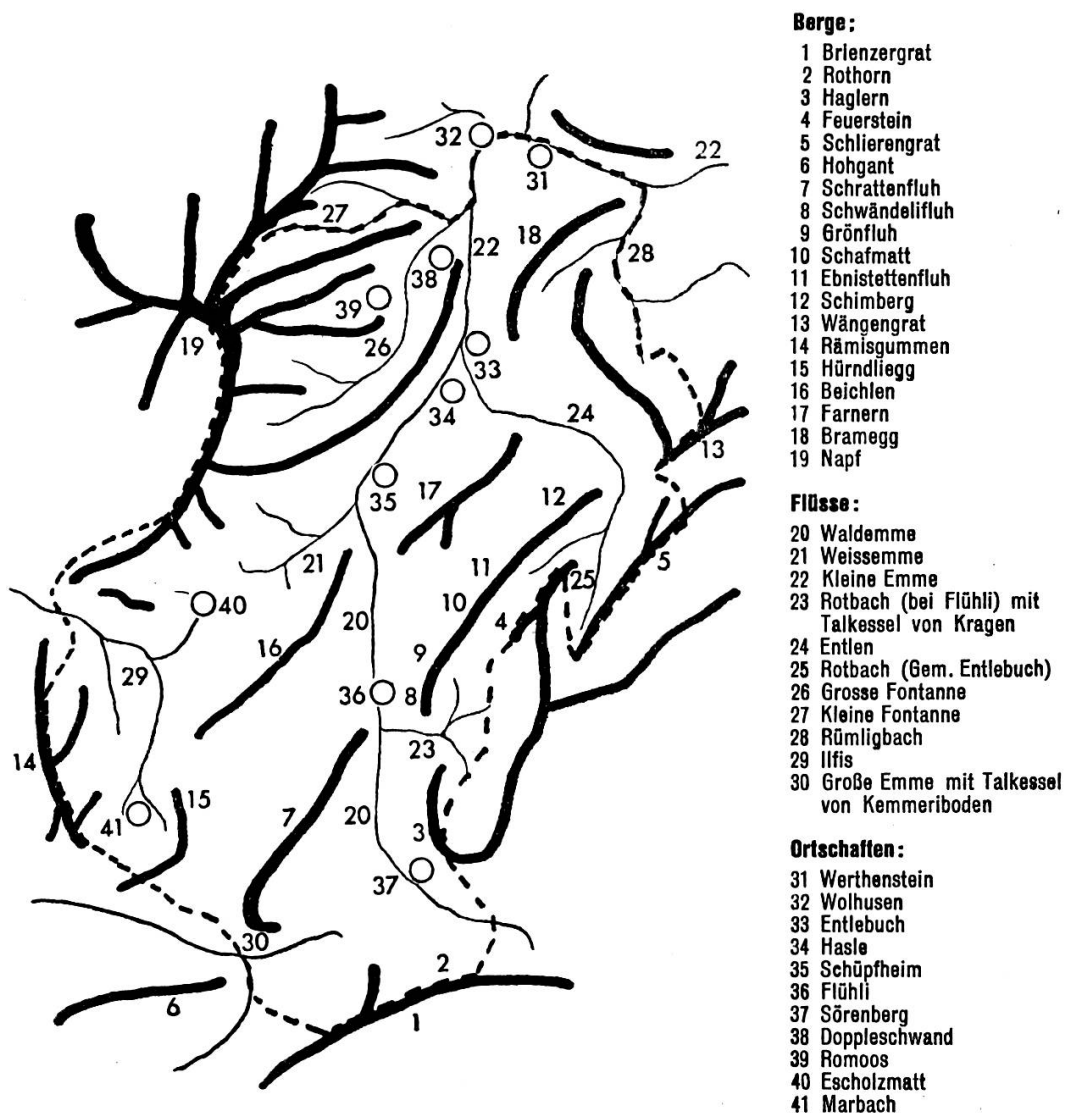 Berge:
1 Brienzergrat
2 Rothorn
3 Haglern
4 Feuerstein
5 Schlierengrat
6 Hohgant
7 Schrattenfluh
8 Schwändelifluh
9 Grönfluh
10 Schafmatt
11 Ebnistettenfluh
12 Schimberg
13 Wängengrat
14 Rämisgummen
15 Hürndliegg
16 Beichlen
17 Farnern
18 Bramegg
19 Napf
Flüsse:
20 Waldemme
21 Weissemme
22 Kleine Emme
23 Rotbach (bei Flühli) mit
Talkessel von Kragen
24 Entlen
25 Rotbach (Gem. Entlebuch)
26 Grosse Fontanne
27 Kleine Fontanne
28 Rümligbach
29 Ilfis
30 Große Emme mit Talkessel
von Kemmeriboden
Ortschaften:
31 Werthenstein
32 Wolhusen
33 Entlebuch
34 Hasle
35 Schüpfheim
36 Flühli
37 Sörenberg
38 Doppleschwand
39 Romoos
40 Escholzmatt
41 Marbach
32
31
22
27
22
18
28
38
39
26
19
33
34
24
13
35
17
12
21
11
25
5
40
10
4
20
16
9
29
36
8
23
14
15
7
20
41
3
37
30
2
6
1